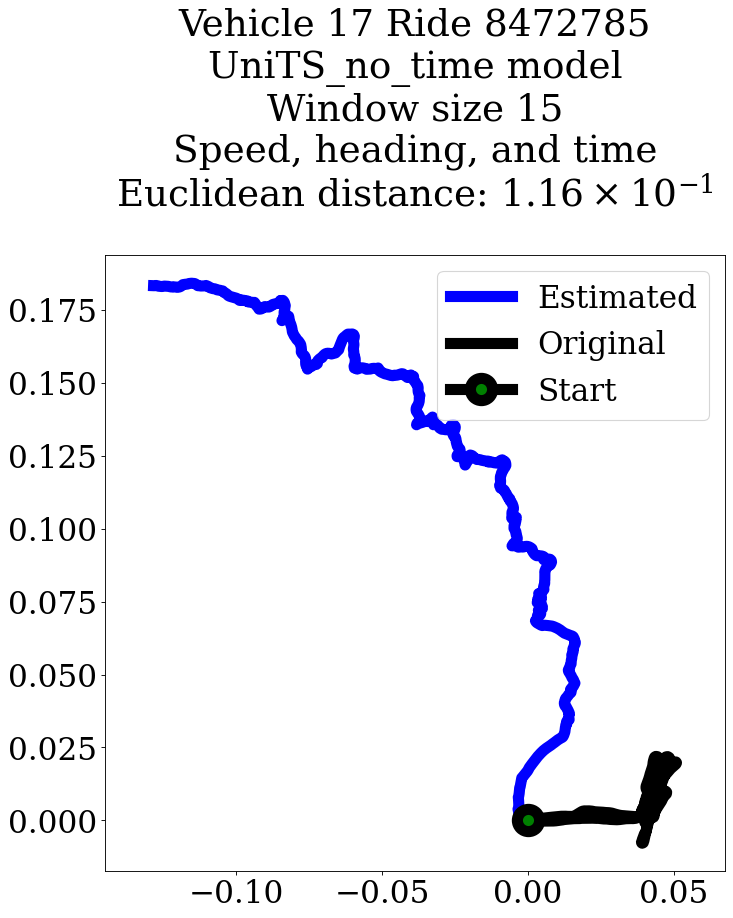 Vehicle 17 Ride 8472785
UniTS_no_time model
Window size 15
Speed, heading, and time
Euclidean distance: 1.16 × 10⁻¹
Estimated
Original
Start
0.175
0.150
0.125
0.100
0.075
0.050
0.025
0.000
−0.10 −0.05 0.00 0.05